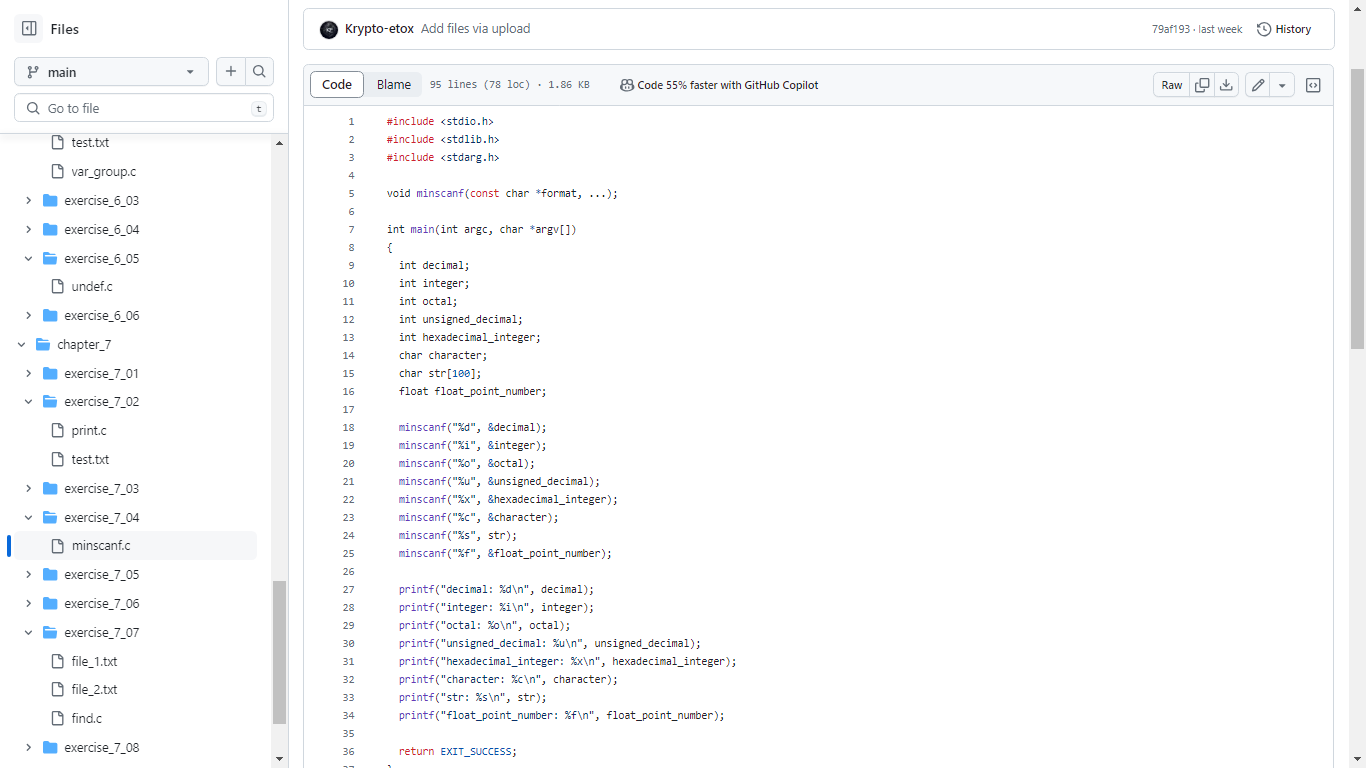 Files
main
Go to file
t
test.txt
var_group.c
exercise_6_03
exercise_6_04
exercise_6_05
undef.c
exercise_6_06
chapter_7
exercise_7_01
exercise_7_02
print.c
test.txt
exercise_7_03
exercise_7_04
minscanf.c
exercise_7_05
exercise_7_06
exercise_7_07
file_1.txt
file_2.txt
find.c
exercise_7_08
Krypto-etox Add files via upload 79af193 · last week History
Code Blame 95 lines (78 loc) · 1.86 KB Code 55% faster with GitHub Copilot Raw
1 #include <stdio.h>
2 #include <stdlib.h>
3 #include <stdarg.h>
4
5 void minscanf(const char *format, ...);
6
7 int main(int argc, char *argv[])
8 {
9 int decimal;
10 int integer;
11 int octal;
12 int unsigned_decimal;
13 int hexadecimal_integer;
14 char character;
15 char str[100];
16 float float_point_number;
17
18 minscanf("%d", &decimal);
19 minscanf("%i", &integer);
20 minscanf("%o", &octal);
21 minscanf("%u", &unsigned_decimal);
22 minscanf("%x", &hexadecimal_integer);
23 minscanf("%c", &character);
24 minscanf("%s", str);
25 minscanf("%f", &float_point_number);
26
27 printf("decimal: %d\n", decimal);
28 printf("integer: %i\n", integer);
29 printf("octal: %o\n", octal);
30 printf("unsigned_decimal: %u\n", unsigned_decimal);
31 printf("hexadecimal_integer: %x\n", hexadecimal_integer);
32 printf("character: %c\n", character);
33 printf("str: %s\n", str);
34 printf("float_point_number: %f\n", float_point_number);
35
36 return EXIT_SUCCESS;